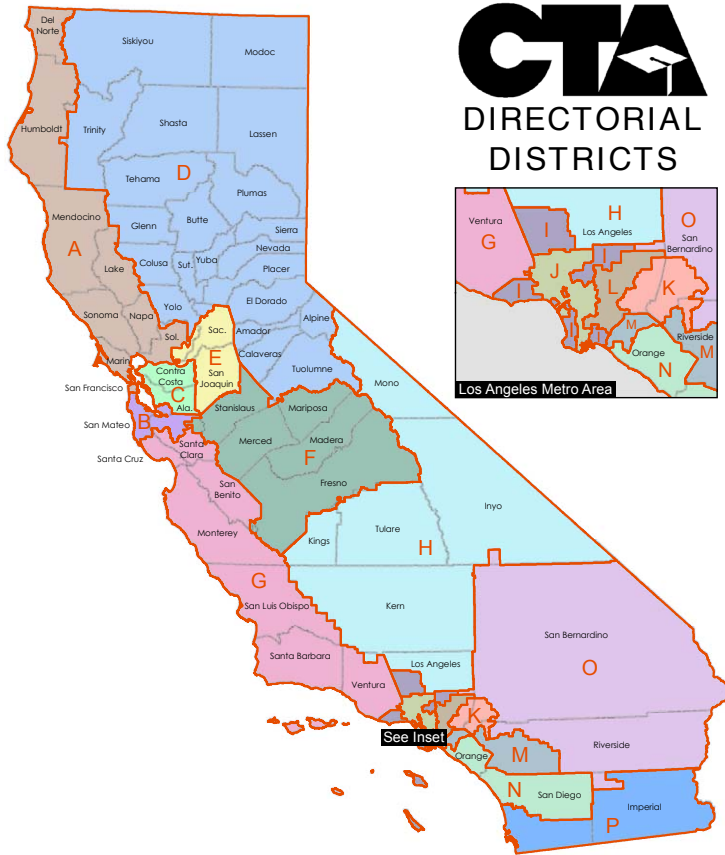 CTA
DIRECTORIAL
DISTRICTS
Del
Norte
Siskiyou
Modoc
Humboldt
Trinity
Shasta
Lassen
Tehama
D
Plumas
Mendocino
Glenn
Butte
Sierra
A
Lake
Colusa
Sut.
Yuba
Nevada
Placer
Sonoma
Napa
Yolo
El Dorado
Alpine
Sol.
Sac.
Amador
Marin
E
Calaveras
Contra
Costa
San
Joaquin
Tuolumne
San Francisco
C
Ala.
Mono
Stanislaus
Mariposa
San Mateo
B
Merced
Madera
Santa Cruz
Santa
Clara
F
San
Benito
Fresno
Inyo
Monterey
Kings
Tulare
H
G
San Luis Obispo
Kern
San Bernardino
Santa Barbara
Los Angeles
O
Ventura
K
See Inset
Orange
M
Riverside
N
San Diego
Imperial
P
Ventura
G
I
H
Los Angeles
O
San
Bernardino
I
J
I
L
K
M
I
I
Riverside
M
Orange
N
Los Angeles Metro Area